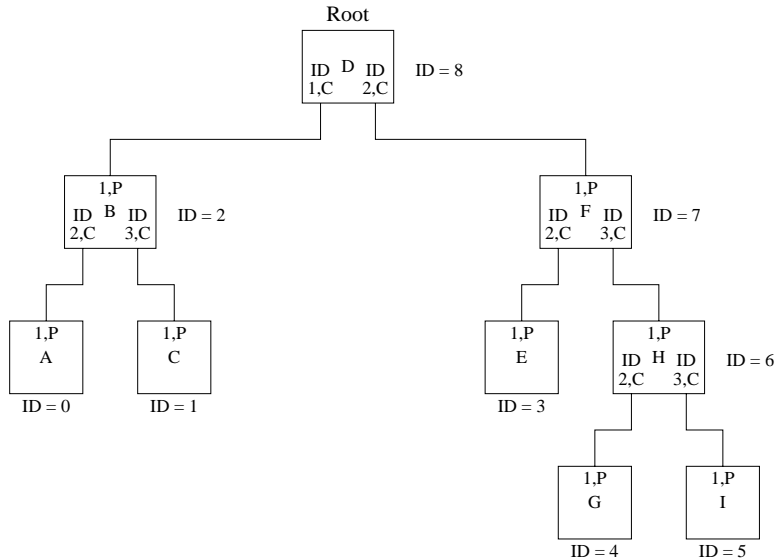 Root
D
ID ID
1,C 2,C
ID = 8
1,P
B
ID ID
2,C 3,C
ID = 2
1,P
F
ID ID
2,C 3,C
ID = 7
1,P
A
ID = 0
1,P
C
ID = 1
1,P
E
ID = 3
1,P
H
ID ID
2,C 3,C
ID = 6
1,P
G
ID = 4
1,P
I
ID = 5